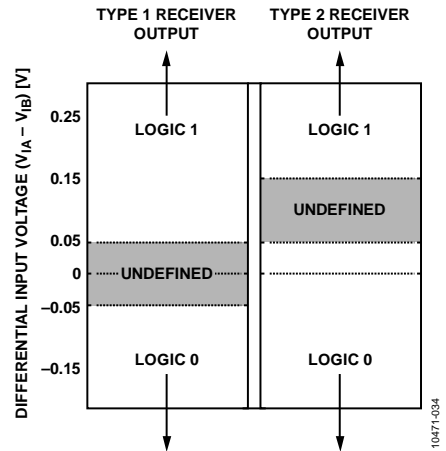 TYPE 1 RECEIVER
OUTPUT
TYPE 2 RECEIVER
OUTPUT
DIFFERENTIAL INPUT VOLTAGE (VIA – VIB) [V]
0.25
0.15
0.05
0
–0.05
–0.15
LOGIC 1
UNDEFINED
LOGIC 0
LOGIC 1
UNDEFINED
LOGIC 0
10471-034